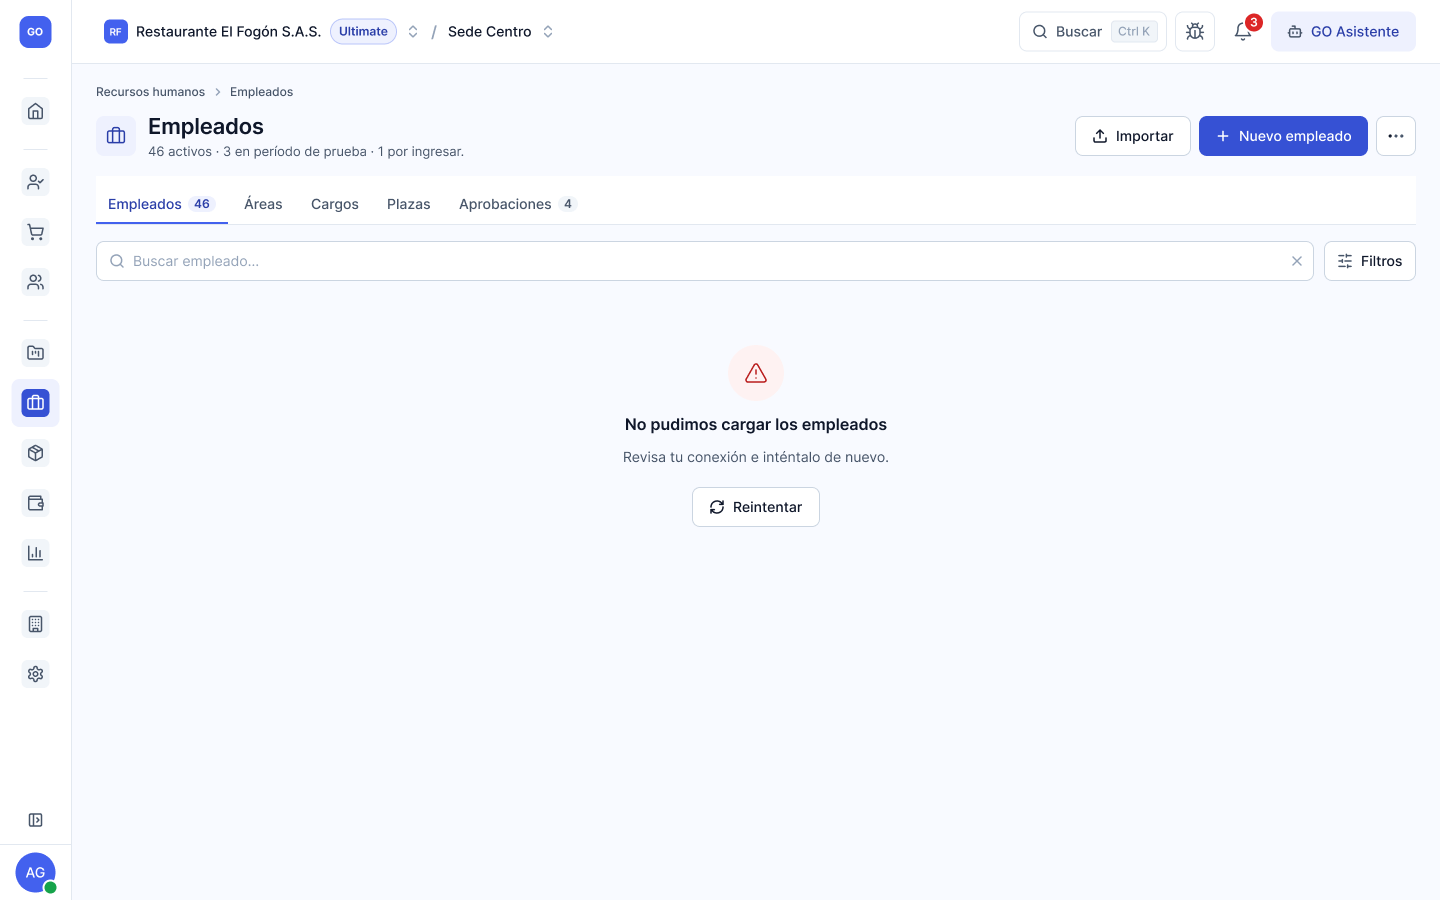 GO
RF Restaurante El Fogón S.A.S. Ultimate / Sede Centro
Buscar Ctrl K
3
GO Asistente
Recursos humanos > Empleados
Empleados
46 activos · 3 en período de prueba · 1 por ingresar.
Importar
Nuevo empleado
Empleados 46
Áreas
Cargos
Plazas
Aprobaciones 4
Buscar empleado...
Filtros
No pudimos cargar los empleados
Revisa tu conexión e inténtalo de nuevo.
Reintentar
AG